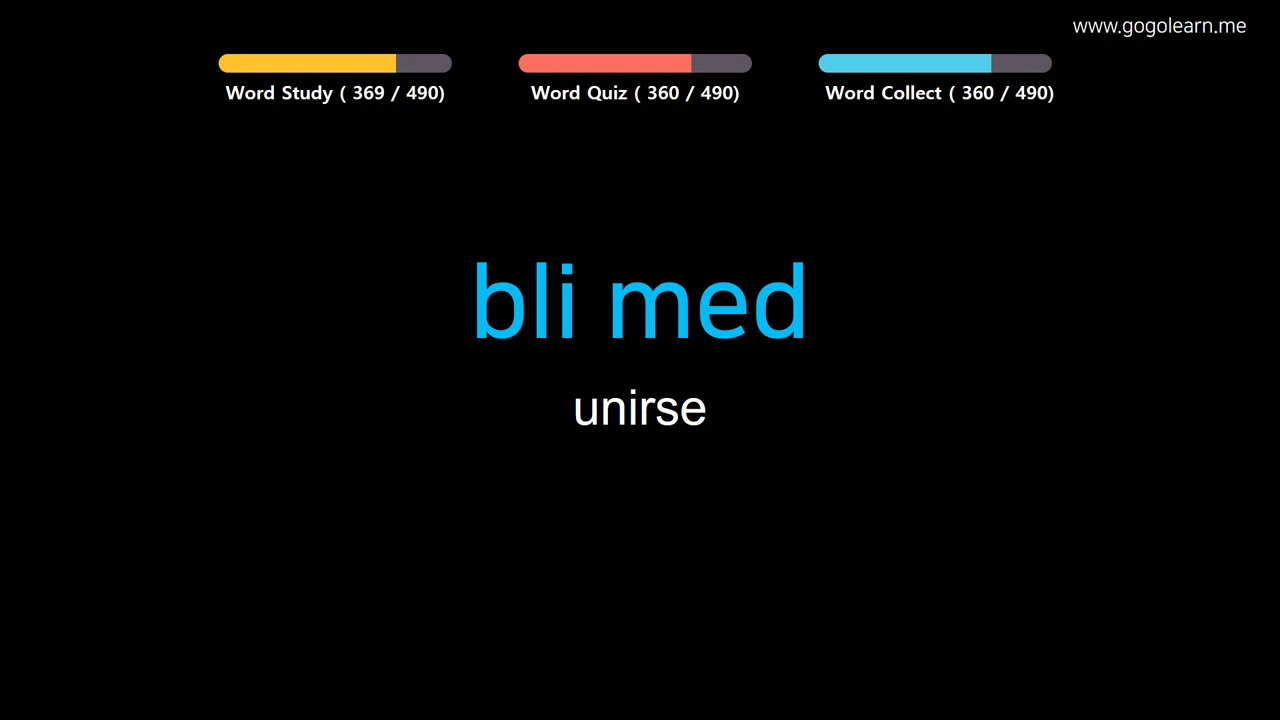 www.gogolearn.me
Word Study ( 369 / 490)
Word Quiz ( 360 / 490)
Word Collect ( 360 / 490)
bli med
unirse